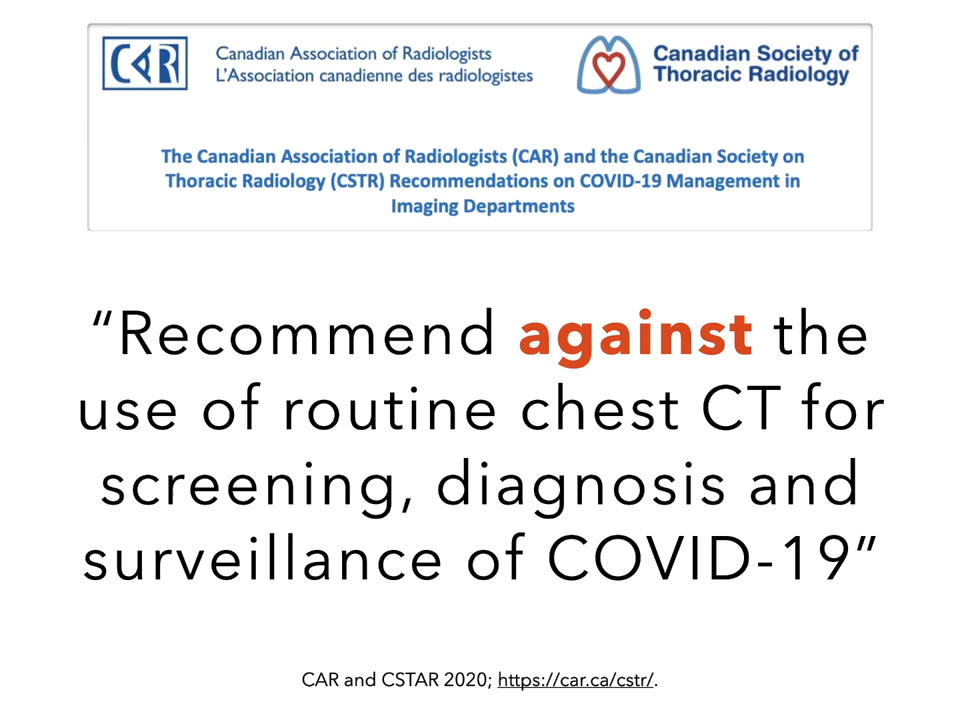 CAR
Canadian Association of Radiologists
L'Association canadienne des radiologistes
Canadian Society of
Thoracic Radiology
The Canadian Association of Radiologists (CAR) and the Canadian Society on
Thoracic Radiology (CSTR) Recommendations on COVID-19 Management in
Imaging Departments
“Recommend against the
use of routine chest CT for
screening, diagnosis and
surveillance of COVID-19”
CAR and CSTAR 2020; https://car.ca/cstr/.